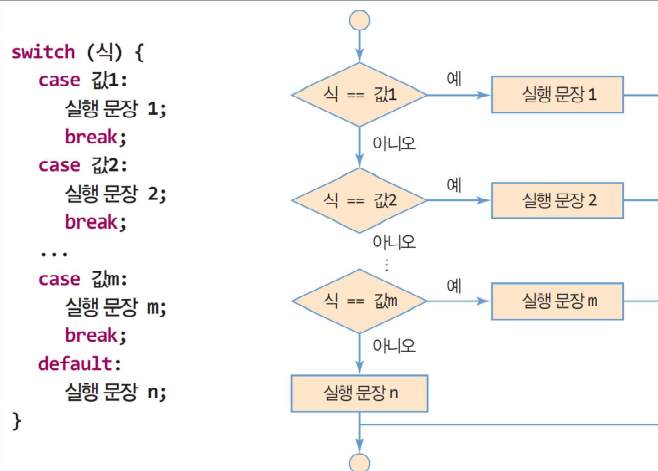 switch (식) {
case 값1:
실행 문장 1;
break;
case 값2:
실행 문장 2;
break;
...
case 값m:
실행 문장 m;
break;
default:
실행 문장 n;
}
식 == 값1
예
실행 문장 1
아니오
식 == 값2
예
실행 문장 2
아니오
⋮
식 == 값m
예
실행 문장 m
아니오
실행 문장 n